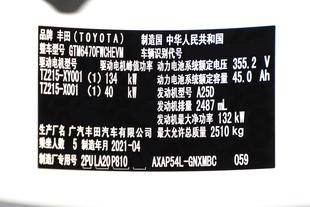 品牌 丰田(TOYOTA) 制造国 中华人民共和国
整车型号 GTM6470FWCHEVM 车辆识别代号
驱动电机型号 驱动电机峰值功率 动力电池系统额定电压 355.2 V
TZ215-XY001 (1) 134 kW 动力电池系统额定容量 45.0 Ah
TZ215-X001 (1) 40 kW 发动机型号 A25D
发动机排量 2487 mL
发动机最大净功率 132 kW
生产厂名 广汽丰田汽车有限公司 最大允许总质量 2510 kg
乘坐人数 5 制造年月 2021-04
制造厂专用部 2PU LA20 P810 AXAP54L-GNXMBC 059